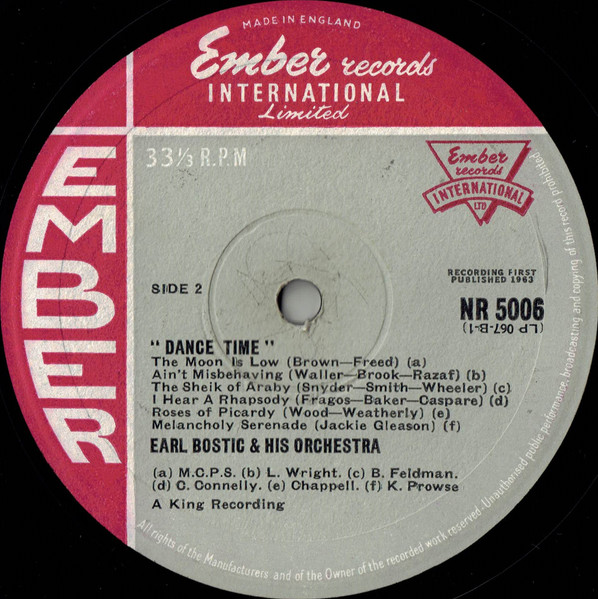 MADE IN ENGLAND
Ember records
INTERNATIONAL
Limited
EMBER
33⅓ R.P.M
Ember
records
INTERNATIONAL
LTD
RECORDING FIRST
PUBLISHED 1963
SIDE 2
NR 5006
(LP 067-B-1)
" DANCE TIME "
The Moon Is Low (Brown—Freed) (a)
Ain't Misbehaving (Waller—Brook—Razaf) (b)
The Sheik of Araby (Snyder—Smith—Wheeler) (c)
I Hear A Rhapsody (Fragos—Baker—Caspare) (d)
Roses of Picardy (Wood—Weatherly) (e)
Melancholy Serenade (Jackie Gleason) (f)
EARL BOSTIC & HIS ORCHESTRA
(a) M.C.P.S. (b) L. Wright. (c) B. Feldman.
(d) C. Connelly. (e) Chappell. (f) K. Prowse
A King Recording
All rights of the Manufacturers and of the Owner of the recorded work reserved-Unauthorised public performance, broadcasting and copying of this record prohibited